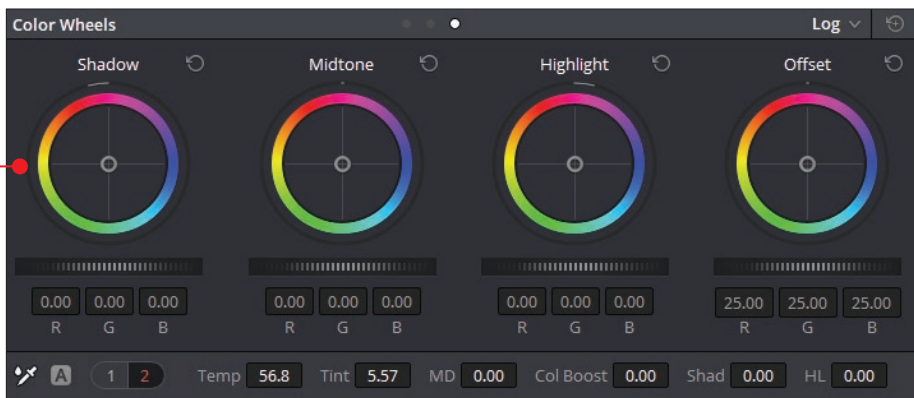 Color Wheels Log
Shadow Midtone Highlight Offset
0.00 0.00 0.00 0.00 0.00 0.00 0.00 0.00 0.00 25.00 25.00 25.00
R G B R G B R G B R G B
A 1 2 Temp 56.8 Tint 5.57 MD 0.00 Col Boost 0.00 Shad 0.00 HL 0.00